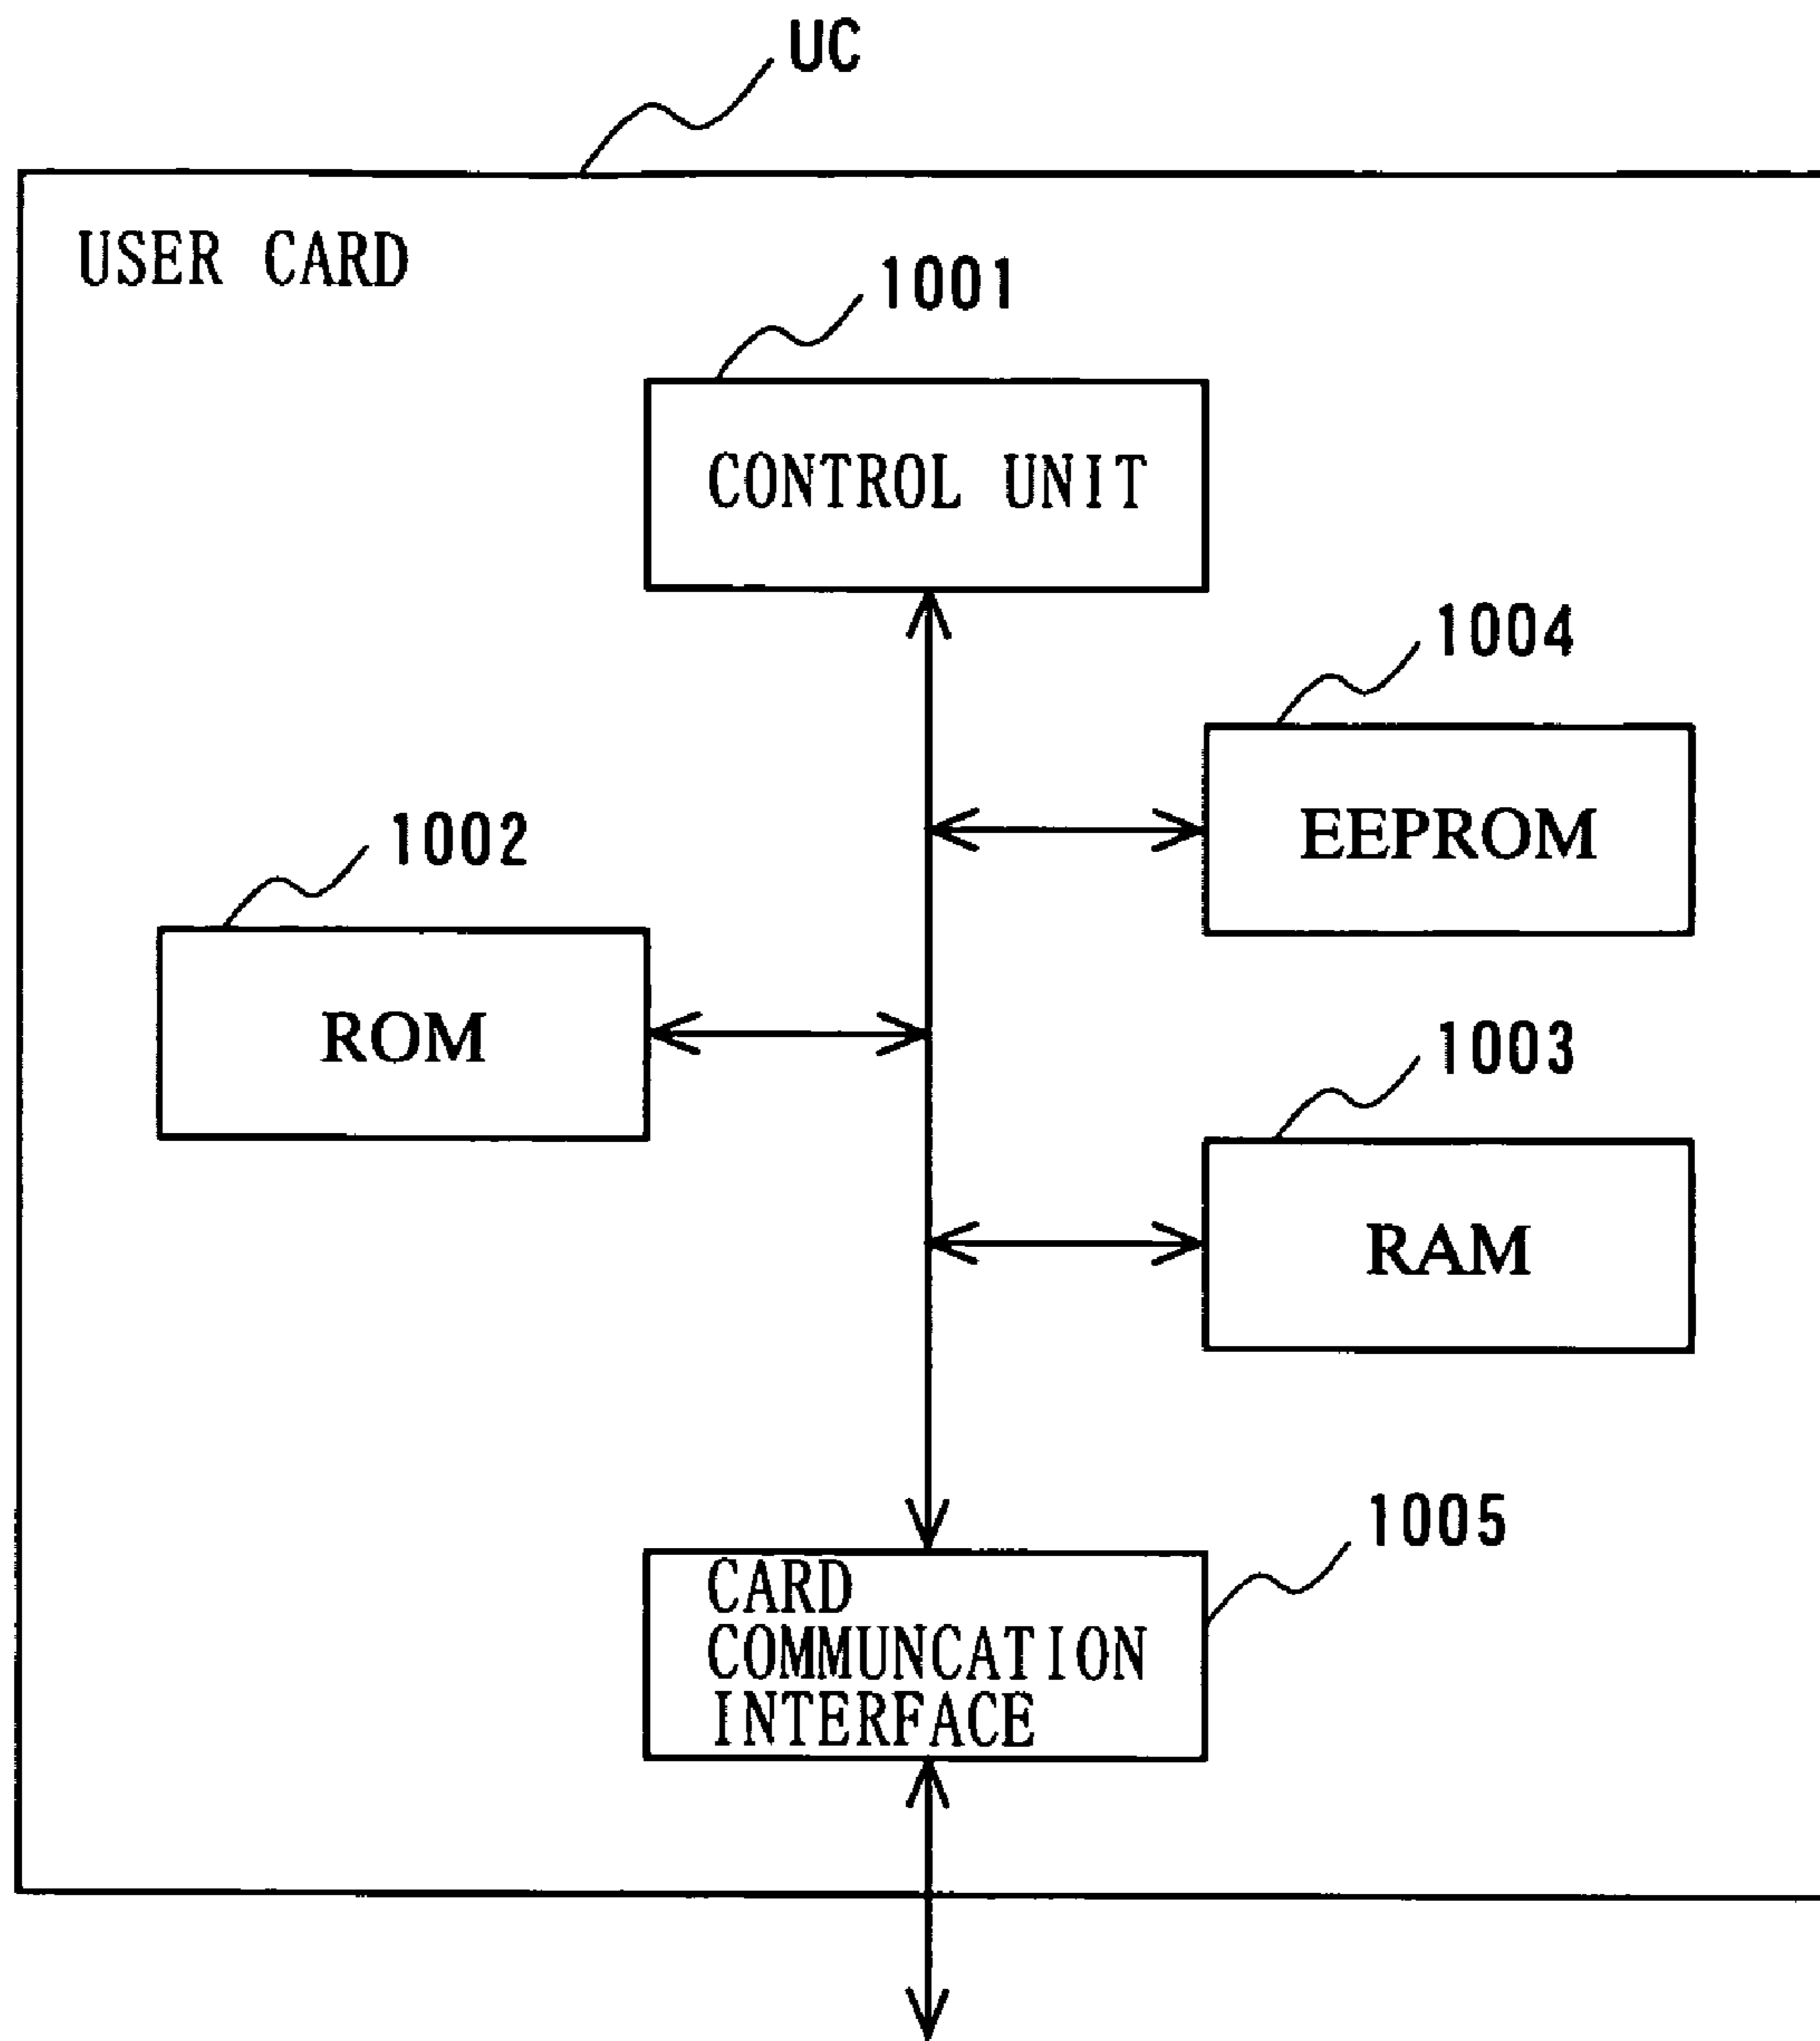 UC
USER CARD
1001
CONTROL UNIT
1004
EEPROM
1002
ROM
1003
RAM
1005
CARD
COMMUNCATION
INTERFACE